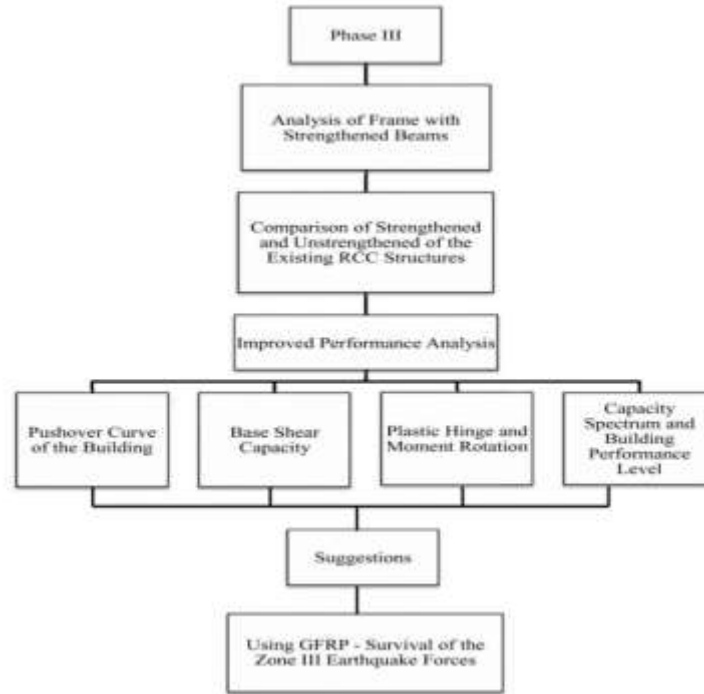 Phase III
Analysis of Frame with
Strengthened Beams
Comparison of Strengthened
and Unstrengthened of the
Existing RCC Structures
Improved Performance Analysis
Pushover Curve
of the Building
Base Shear
Capacity
Plastic Hinge and
Moment Rotation
Capacity
Spectrum and
Building
Performance
Level
Suggestions
Using GFRP - Survival of the
Zone III Earthquake Forces